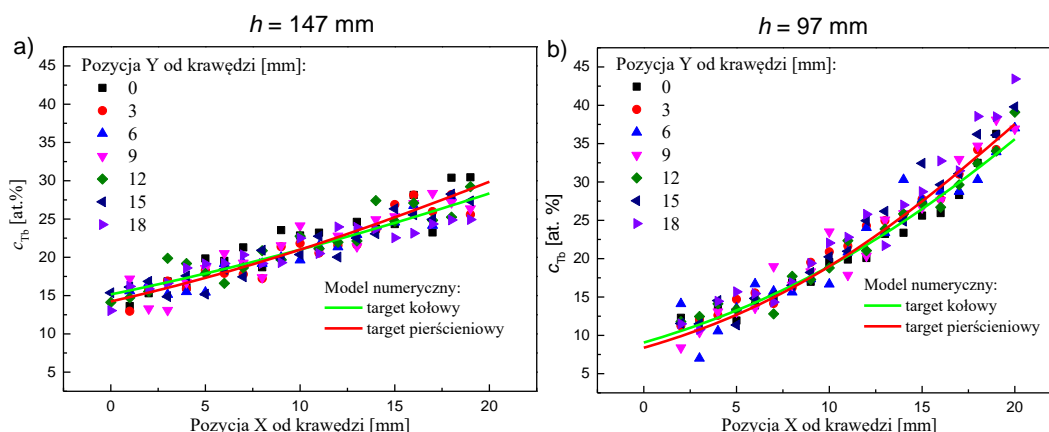 h = 147 mm
h = 97 mm
a)
45
40
35
30
25
20
15
10
5
c_Tb [at.%]
Pozycja Y od krawędzi [mm]:
0
3
6
9
12
15
18
Model numeryczny:
target kołowy
target pierścieniowy
0
5
10
15
20
Pozycja X od krawędzi [mm]
b)
45
40
35
30
25
20
15
10
5
c_Tb [at. %]
Pozycja Y od krawędzi [mm]:
0
3
6
9
12
15
18
Model numeryczny:
target kołowy
target pierścieniowy
0
5
10
15
20
Pozycja X od krawędzi [mm]